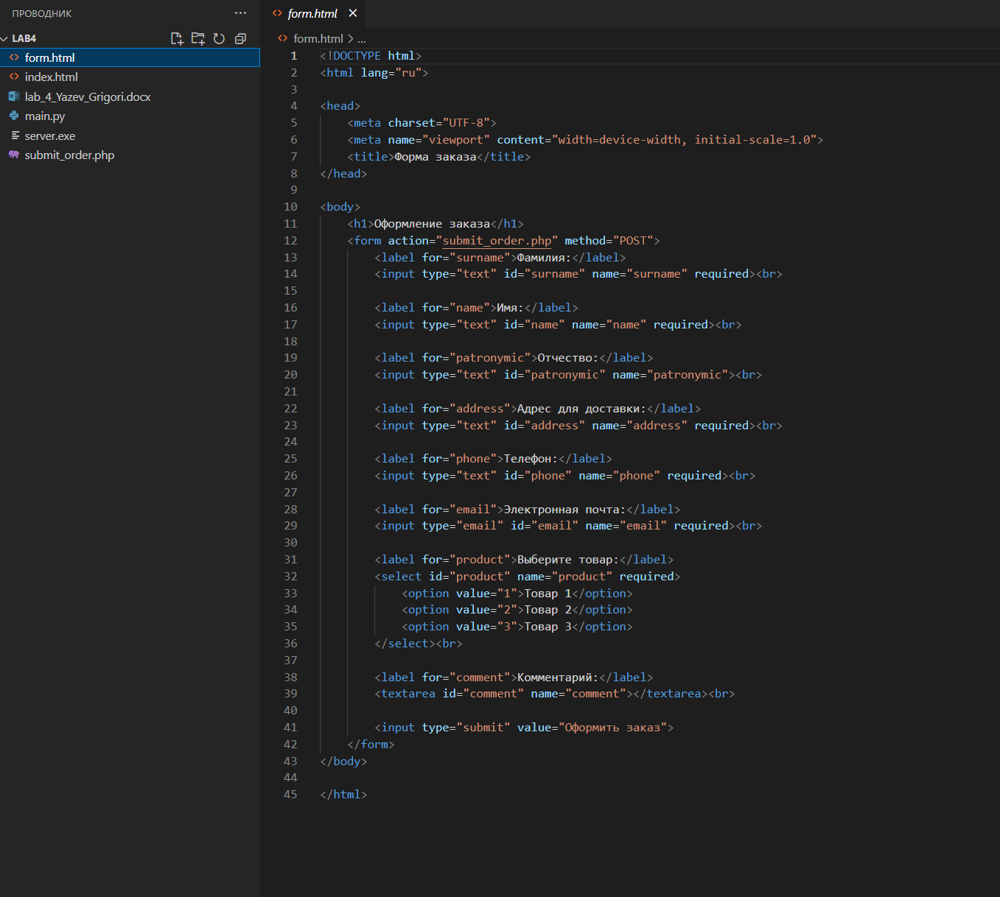 ПРОВОДНИК
LAB4
form.html
index.html
lab_4_Yazev_Grigori.docx
main.py
server.exe
submit_order.php
form.html
form.html > ...
1 <!DOCTYPE html>
2 <html lang="ru">
3
4 <head>
5 <meta charset="UTF-8">
6 <meta name="viewport" content="width=device-width, initial-scale=1.0">
7 <title>Форма заказа</title>
8 </head>
9
10 <body>
11 <h1>Оформление заказа</h1>
12 <form action="submit_order.php" method="POST">
13 <label for="surname">Фамилия:</label>
14 <input type="text" id="surname" name="surname" required><br>
15
16 <label for="name">Имя:</label>
17 <input type="text" id="name" name="name" required><br>
18
19 <label for="patronymic">Отчество:</label>
20 <input type="text" id="patronymic" name="patronymic"><br>
21
22 <label for="address">Адрес для доставки:</label>
23 <input type="text" id="address" name="address" required><br>
24
25 <label for="phone">Телефон:</label>
26 <input type="text" id="phone" name="phone" required><br>
27
28 <label for="email">Электронная почта:</label>
29 <input type="email" id="email" name="email" required><br>
30
31 <label for="product">Выберите товар:</label>
32 <select id="product" name="product" required>
33 <option value="1">Товар 1</option>
34 <option value="2">Товар 2</option>
35 <option value="3">Товар 3</option>
36 </select><br>
37
38 <label for="comment">Комментарий:</label>
39 <textarea id="comment" name="comment"></textarea><br>
40
41 <input type="submit" value="Оформить заказ">
42 </form>
43 </body>
44
45 </html>